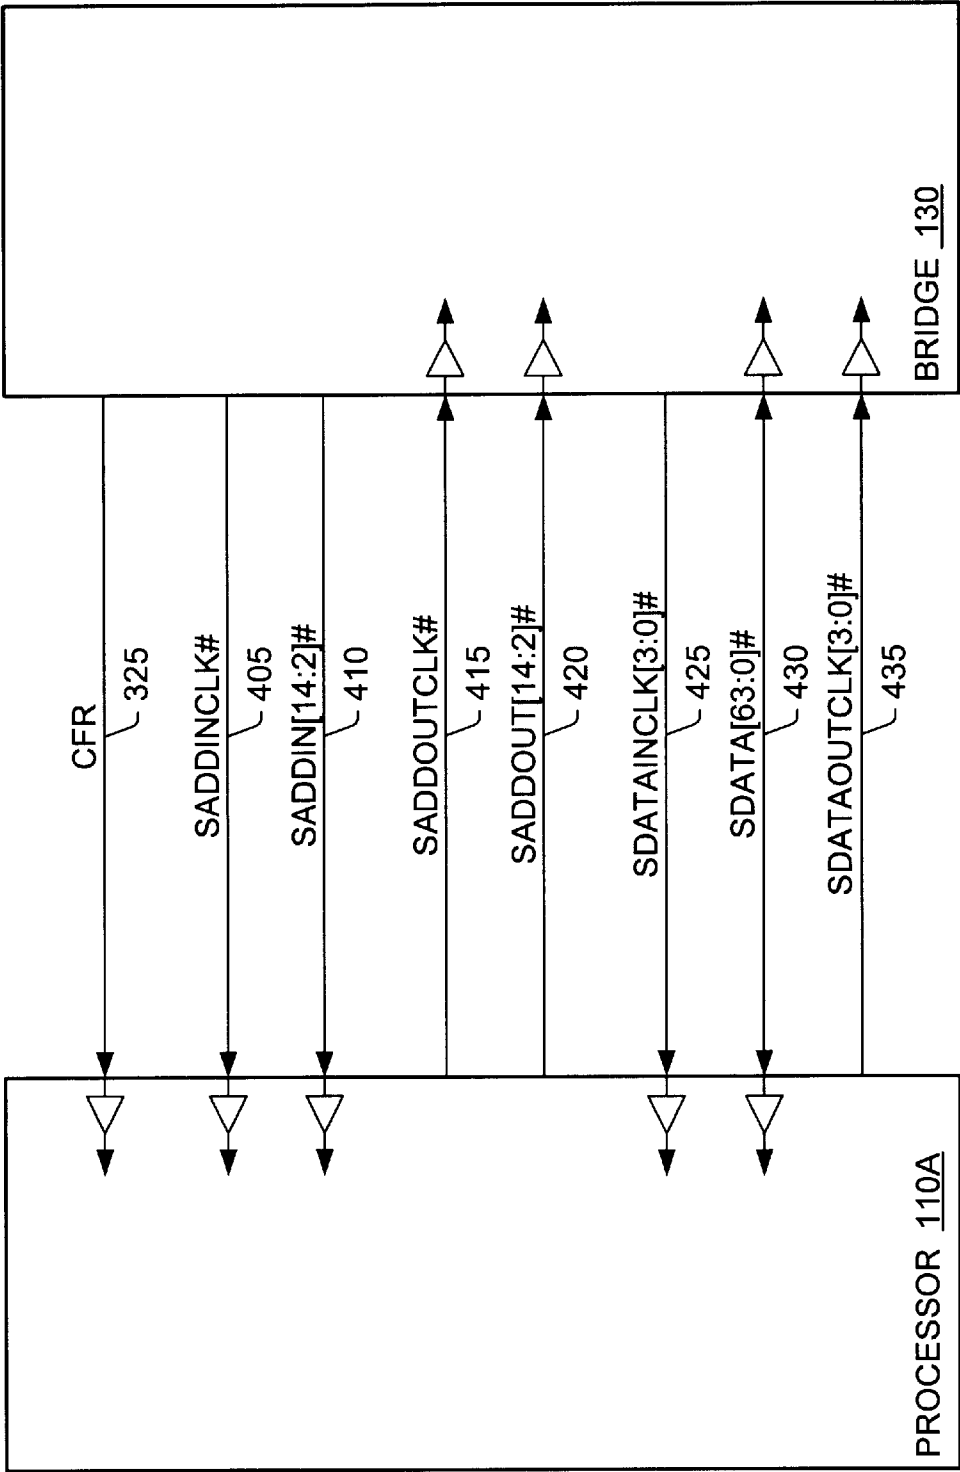 CFR
325
SADDINCLK#
405
SADDIN[14:2]#
410
SADDOUTCLK#
415
SADDOUT[14:2]#
420
SDATAINCLK[3:0]#
425
SDATA[63:0]#
430
SDATAOUTCLK[3:0]#
435
PROCESSOR 110A
BRIDGE 130